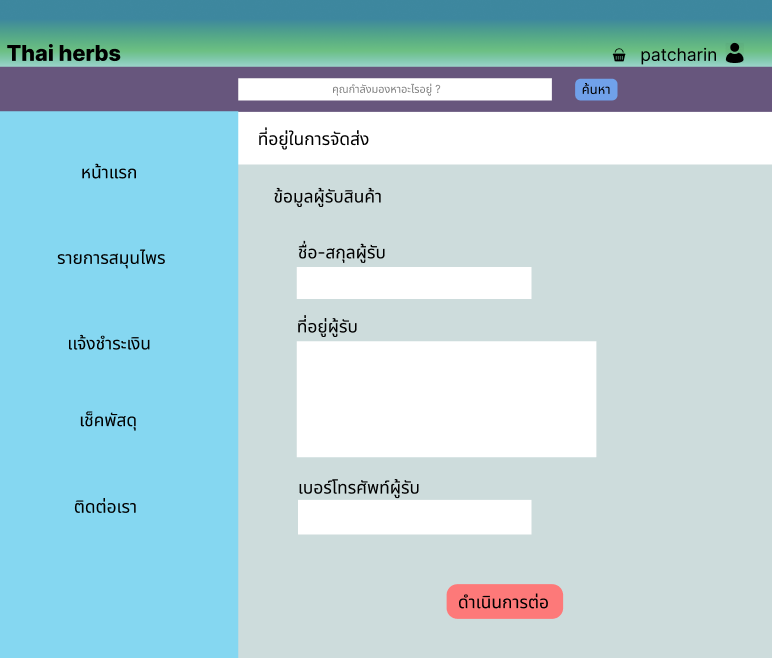 Thai herbs
patcharin
คุณกำลังมองหาอะไรอยู่ ?
ค้นหา
หน้าแรก
รายการสมุนไพร
แจ้งชำระเงิน
เช็คพัสดุ
ติดต่อเรา
ที่อยู่ในการจัดส่ง
ข้อมูลผู้รับสินค้า
ชื่อ-สกุลผู้รับ
ที่อยู่ผู้รับ
เบอร์โทรศัพท์ผู้รับ
ดำเนินการต่อ